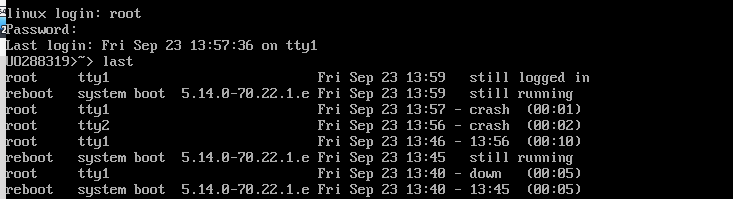 linux login: root
Password:
Last login: Fri Sep 23 13:57:36 on tty1
UO288319>~> last
root     tty1                          Fri Sep 23 13:59   still logged in
reboot   system boot  5.14.0-70.22.1.e Fri Sep 23 13:59   still running
root     tty1                          Fri Sep 23 13:57 - crash  (00:01)
root     tty2                          Fri Sep 23 13:56 - crash  (00:02)
root     tty1                          Fri Sep 23 13:46 - 13:56 (00:10)
reboot   system boot  5.14.0-70.22.1.e Fri Sep 23 13:45   still running
root     tty1                          Fri Sep 23 13:40 - down   (00:05)
reboot   system boot  5.14.0-70.22.1.e Fri Sep 23 13:40 - 13:45 (00:05)